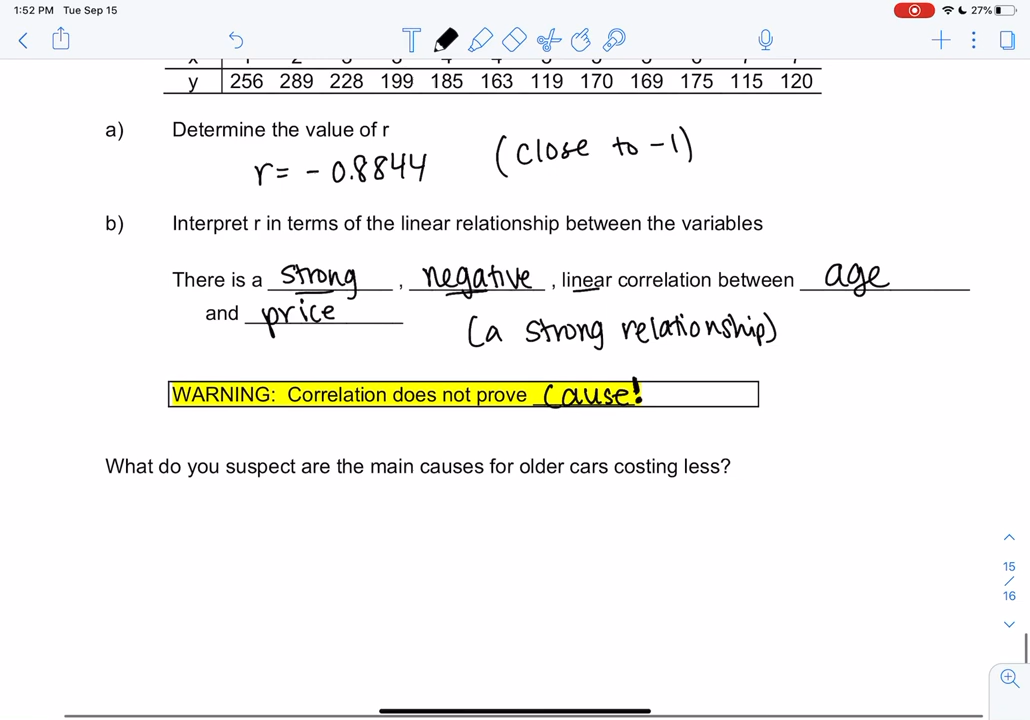 1:52 PM Tue Sep 15 27%
y 256 289 228 199 185 163 119 170 169 175 115 120
a) Determine the value of r
r = - 0.8844 (close to -1)
b) Interpret r in terms of the linear relationship between the variables
There is a strong, negative, linear correlation between age
and price
(a strong relationship)
WARNING: Correlation does not prove cause!
What do you suspect are the main causes for older cars costing less?
15
/
16